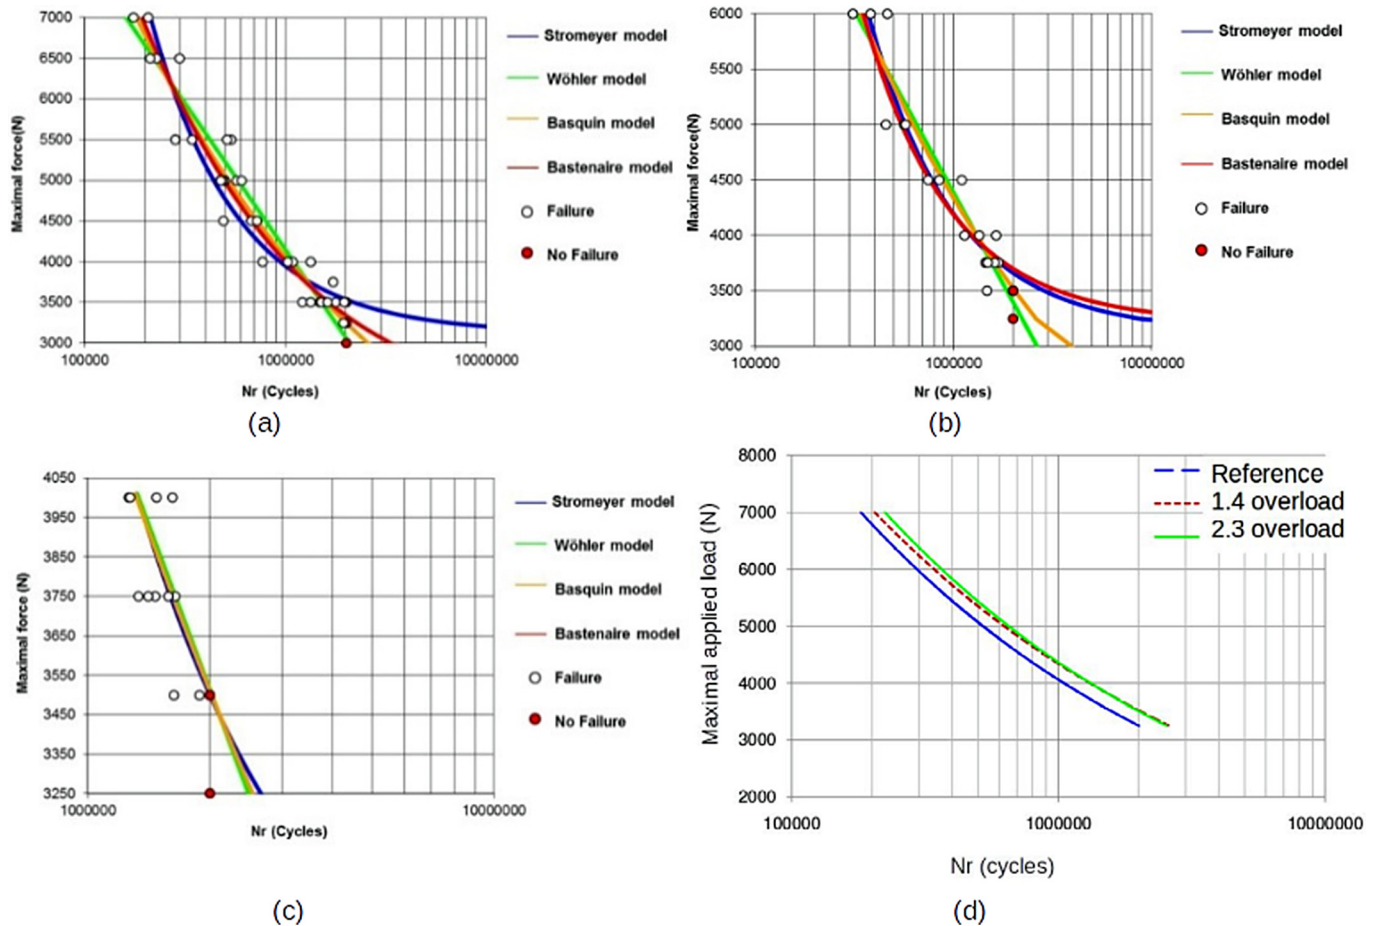 7000
6500
6000
5500
5000
4500
4000
3500
3000
Maximal force(N)
100000
1000000
10000000
Nr (Cycles)
Stromeyer model
Wöhler model
Basquin model
Bastenaire model
Failure
No Failure
(a)
6000
5500
5000
4500
4000
3500
3000
Maximal force(N)
100000
1000000
10000000
Nr (Cycles)
Stromeyer model
Wöhler model
Basquin model
Bastenaire model
Failure
No Failure
(b)
4050
3950
3850
3750
3650
3550
3450
3350
3250
Maximal force (N)
1000000
10000000
Nr (Cycles)
Stromeyer model
Wöhler model
Basquin model
Bastenaire model
Failure
No Failure
(c)
8000
7000
6000
5000
4000
3000
2000
Maximal applied load (N)
100000
1000000
10000000
Nr (cycles)
Reference
1.4 overload
2.3 overload
(d)